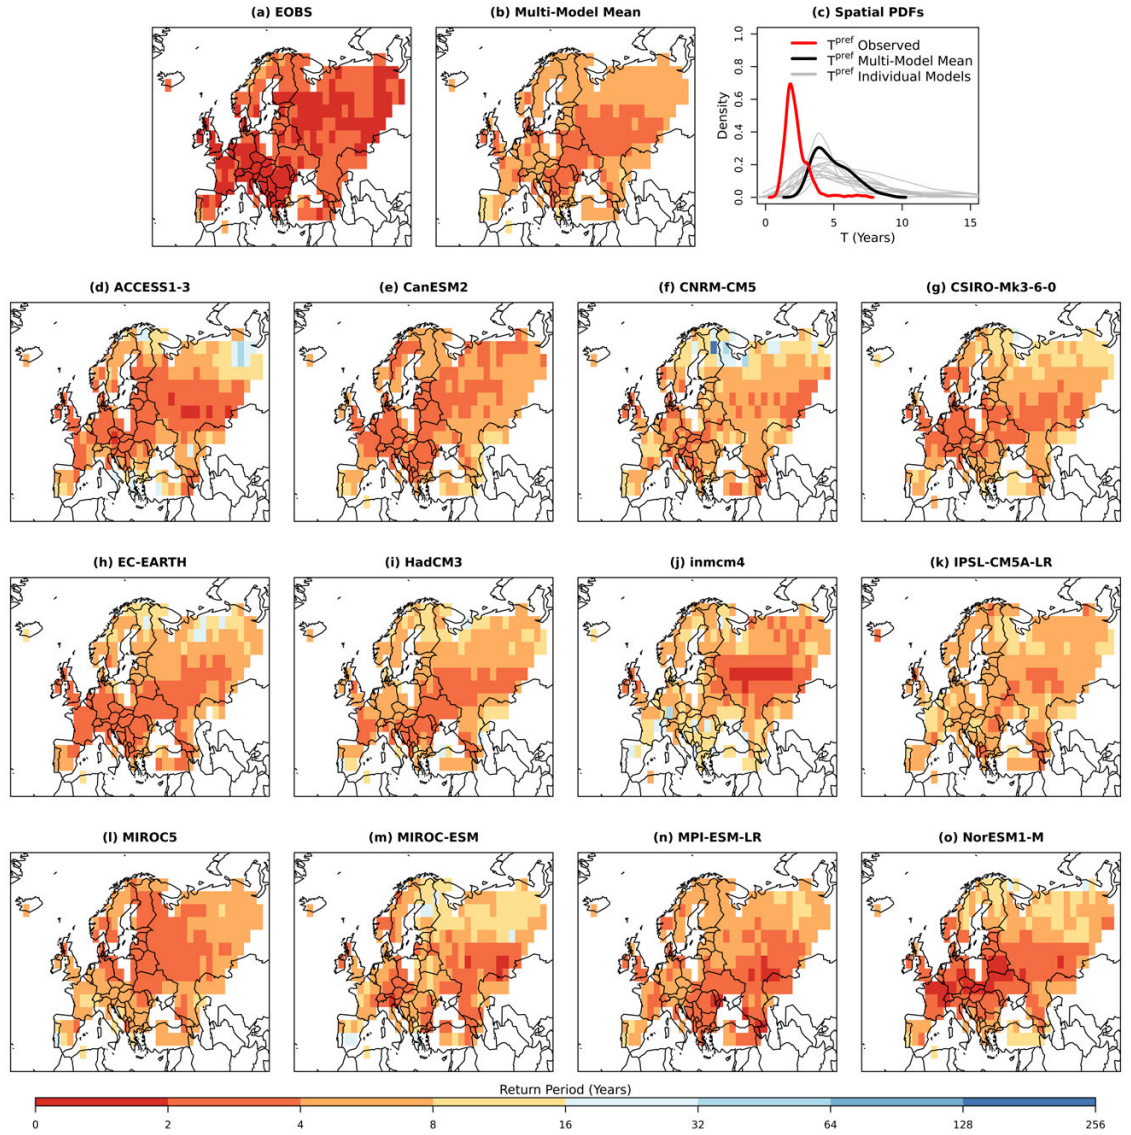 (a) EOBS
(b) Multi-Model Mean
(c) Spatial PDFs
T^pref Observed
T^pref Multi-Model Mean
T^pref Individual Models
Density
0.0 0.2 0.4 0.6 0.8 1.0
0 5 10 15
T (Years)
(d) ACCESS1-3
(e) CanESM2
(f) CNRM-CM5
(g) CSIRO-Mk3-6-0
(h) EC-EARTH
(i) HadCM3
(j) inmcm4
(k) IPSL-CM5A-LR
(l) MIROC5
(m) MIROC-ESM
(n) MPI-ESM-LR
(o) NorESM1-M
Return Period (Years)
0 2 4 8 16 32 64 128 256